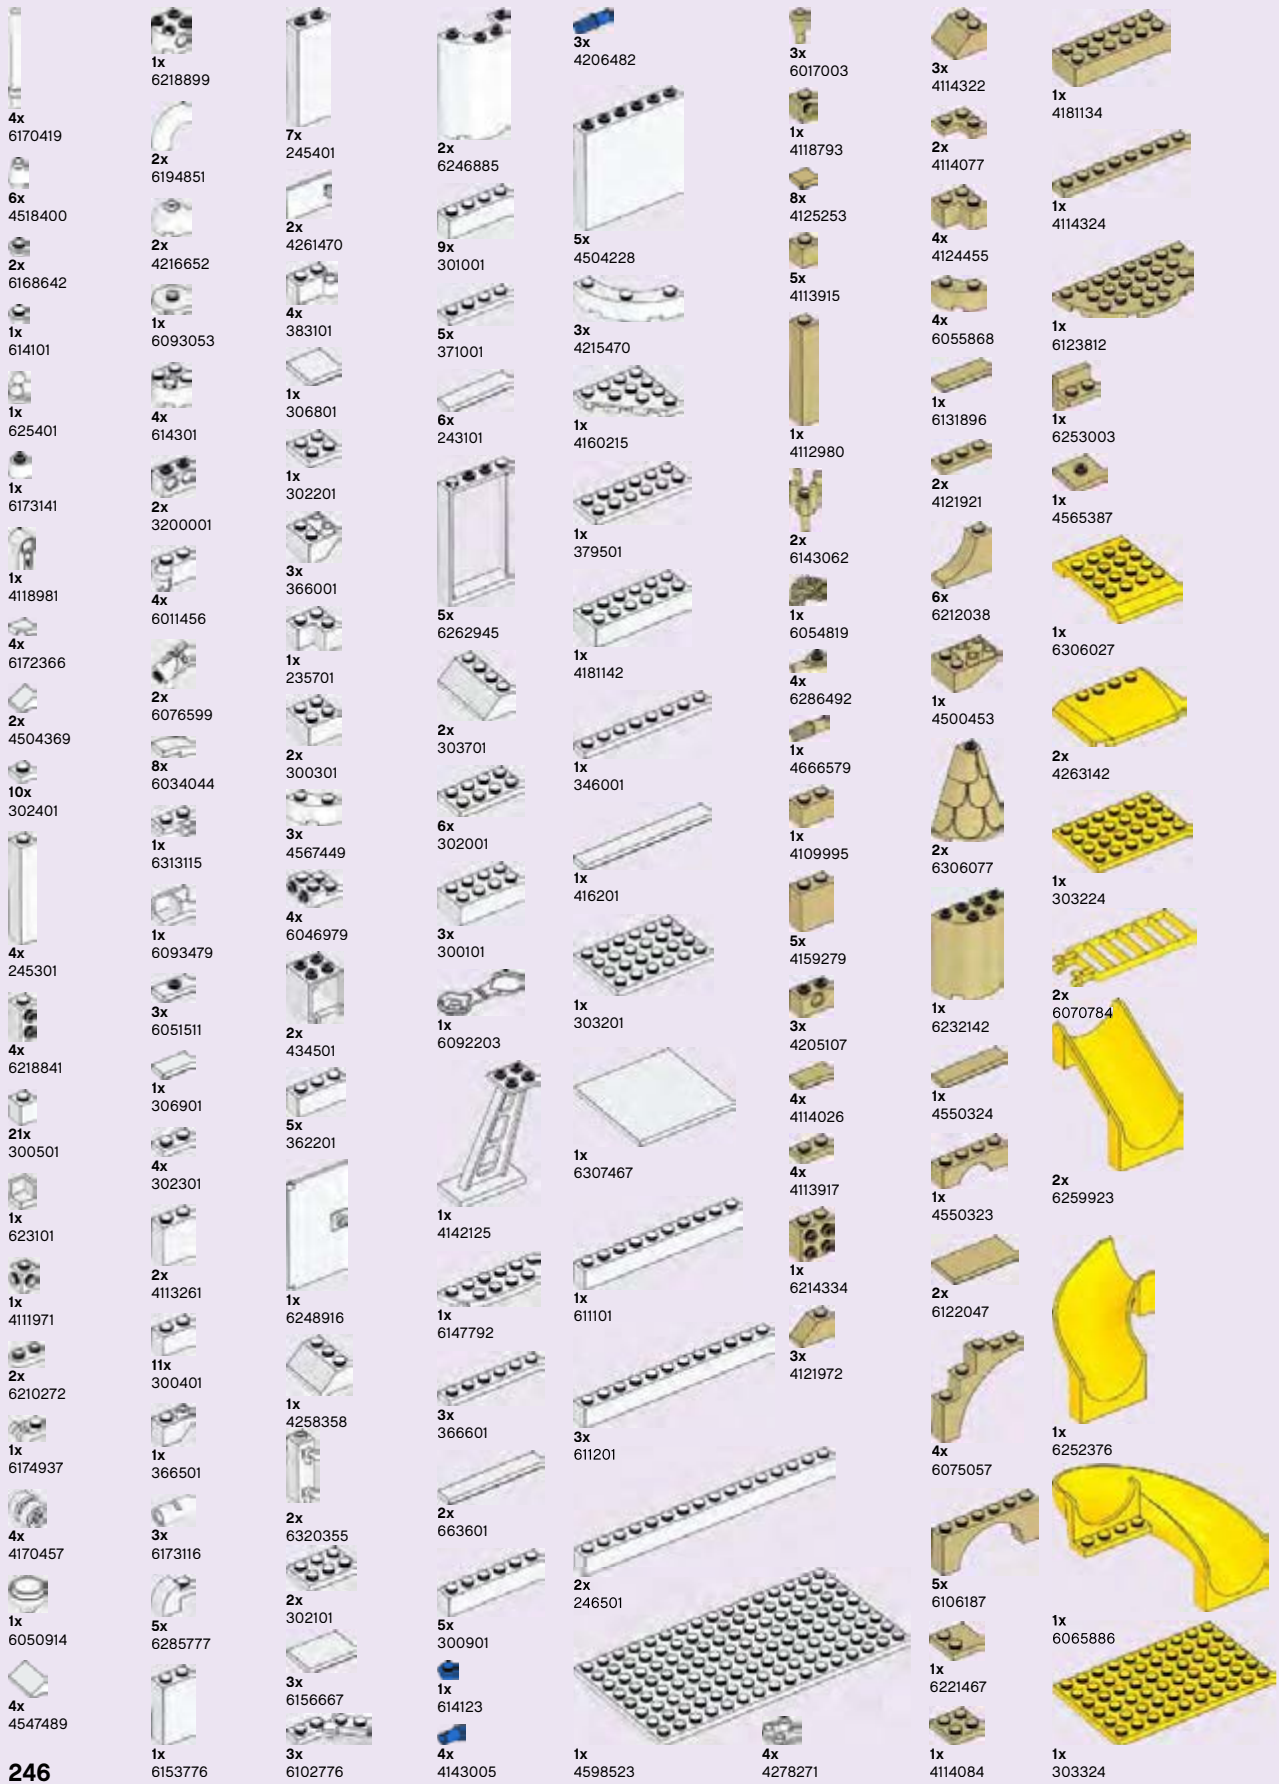 4x
6170419
6x
4518400
2x
6168642
1x
614101
1x
625401
1x
6173141
1x
4118981
4x
6172366
2x
4504369
10x
302401
4x
245301
4x
6218841
21x
300501
1x
623101
1x
4111971
2x
6210272
1x
6174937
4x
4170457
1x
6050914
4x
4547489
246
1x
6218899
2x
6194851
2x
4216652
1x
6093053
4x
614301
2x
3200001
4x
6011456
2x
6076599
8x
6034044
1x
6313115
1x
6093479
3x
6051511
1x
306901
4x
302301
2x
4113261
11x
300401
1x
366501
3x
6173116
5x
6285777
1x
6153776
7x
245401
2x
4261470
4x
383101
1x
306801
1x
302201
3x
366001
1x
235701
2x
300301
3x
4567449
4x
6046979
2x
434501
5x
362201
1x
6248916
1x
4258358
2x
6320355
2x
302101
3x
6156667
3x
6102776
2x
6246885
9x
301001
5x
371001
6x
243101
5x
6262945
2x
303701
6x
302001
3x
300101
1x
6092203
1x
4142125
1x
6147792
3x
366601
2x
663601
5x
300901
1x
614123
4x
4143005
3x
4206482
5x
4504228
3x
4215470
1x
4160215
1x
379501
1x
4181142
1x
346001
1x
416201
1x
303201
1x
6307467
1x
611101
3x
611201
2x
246501
1x
4598523
4x
4278271
3x
6017003
1x
4118793
8x
4125253
5x
4113915
1x
4112980
2x
6143062
1x
6054819
4x
6286492
1x
4666579
1x
4109995
5x
4159279
3x
4205107
4x
4114026
4x
4113917
1x
6214334
3x
4121972
3x
4114322
2x
4114077
4x
4124455
4x
6055868
1x
6131896
2x
4121921
6x
6212038
1x
4500453
2x
6306077
1x
6232142
1x
4550324
1x
4550323
2x
6122047
4x
6075057
5x
6106187
1x
6221467
1x
4114084
1x
4181134
1x
4114324
1x
6123812
1x
6253003
1x
4565387
1x
6306027
2x
4263142
1x
303224
2x
6070784
2x
6259923
1x
6252376
1x
6065886
1x
303324